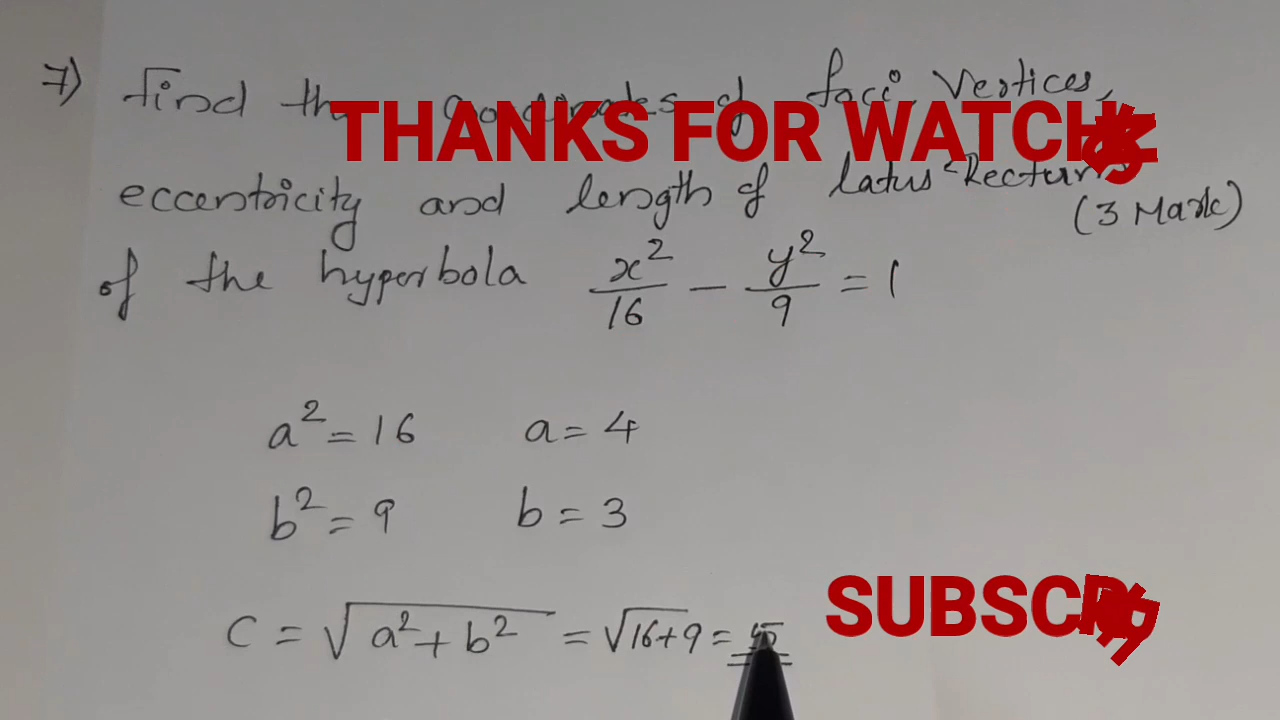 7) Find the coordinates of foci, Vertices,
THANKS FOR WATCH
eccentricity and length of latus-Rectum
(3 Mark)
of the hyperbola x²/16 - y²/9 = 1
a² = 16 a = 4
b² = 9 b = 3
SUBSC
C = √a² + b² = √16+9 =